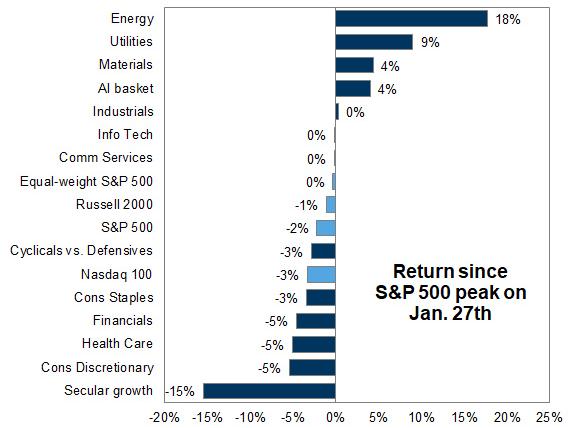 Energy 18%
Utilities 9%
Materials 4%
AI basket 4%
Industrials 0%
Info Tech 0%
Comm Services 0%
Equal-weight S&P 500 0%
Russell 2000 -1%
S&P 500 -2%
Cyclicals vs. Defensives -3%
Nasdaq 100 -3%
Cons Staples -3%
Financials -5%
Health Care -5%
Cons Discretionary -5%
Secular growth -15%
Return since
S&P 500 peak on
Jan. 27th
-20% -15% -10% -5% 0% 5% 10% 15% 20% 25%